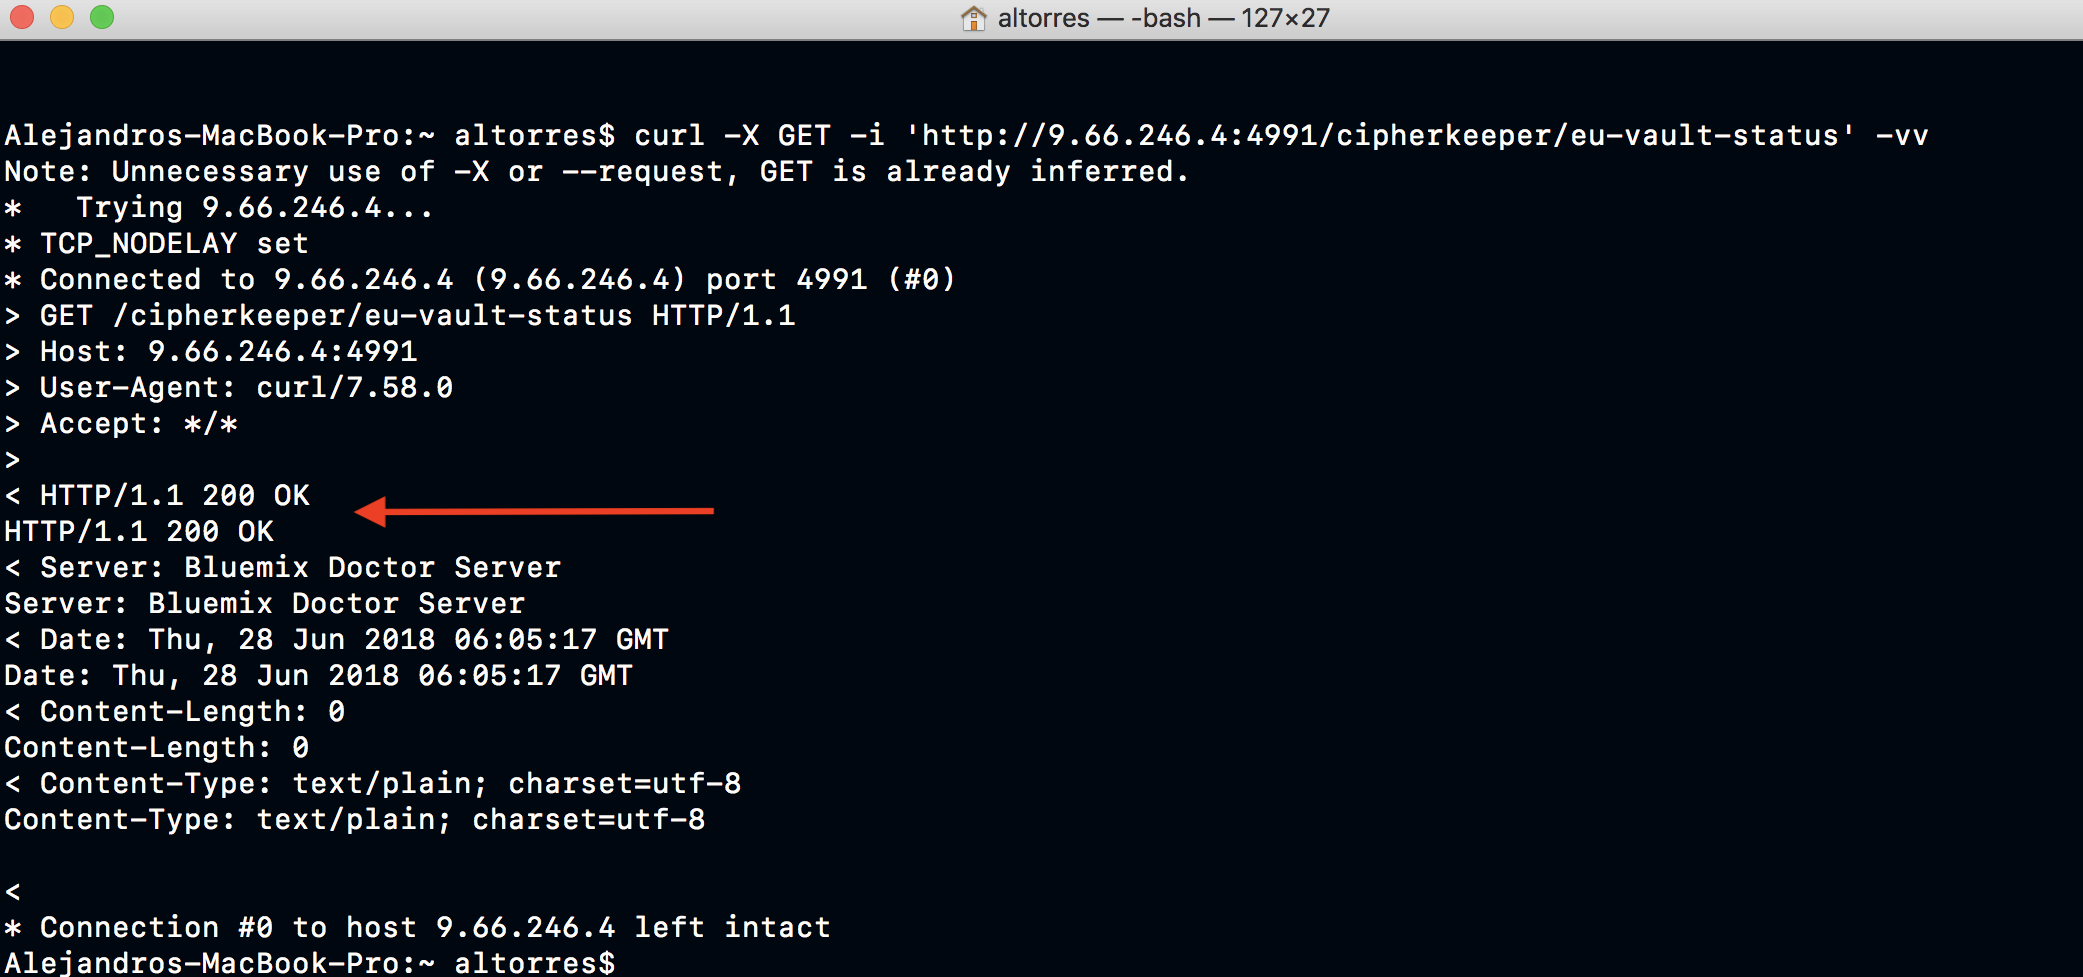 altorres — -bash — 127×27
Alejandros-MacBook-Pro:~ altorres$ curl -X GET -i 'http://9.66.246.4:4991/cipherkeeper/eu-vault-status' -vv
Note: Unnecessary use of -X or --request, GET is already inferred.
*   Trying 9.66.246.4...
* TCP_NODELAY set
* Connected to 9.66.246.4 (9.66.246.4) port 4991 (#0)
> GET /cipherkeeper/eu-vault-status HTTP/1.1
> Host: 9.66.246.4:4991
> User-Agent: curl/7.58.0
> Accept: */*
>
< HTTP/1.1 200 OK
HTTP/1.1 200 OK
< Server: Bluemix Doctor Server
Server: Bluemix Doctor Server
< Date: Thu, 28 Jun 2018 06:05:17 GMT
Date: Thu, 28 Jun 2018 06:05:17 GMT
< Content-Length: 0
Content-Length: 0
< Content-Type: text/plain; charset=utf-8
Content-Type: text/plain; charset=utf-8
<
* Connection #0 to host 9.66.246.4 left intact
Alejandros-MacBook-Pro:~ altorres$